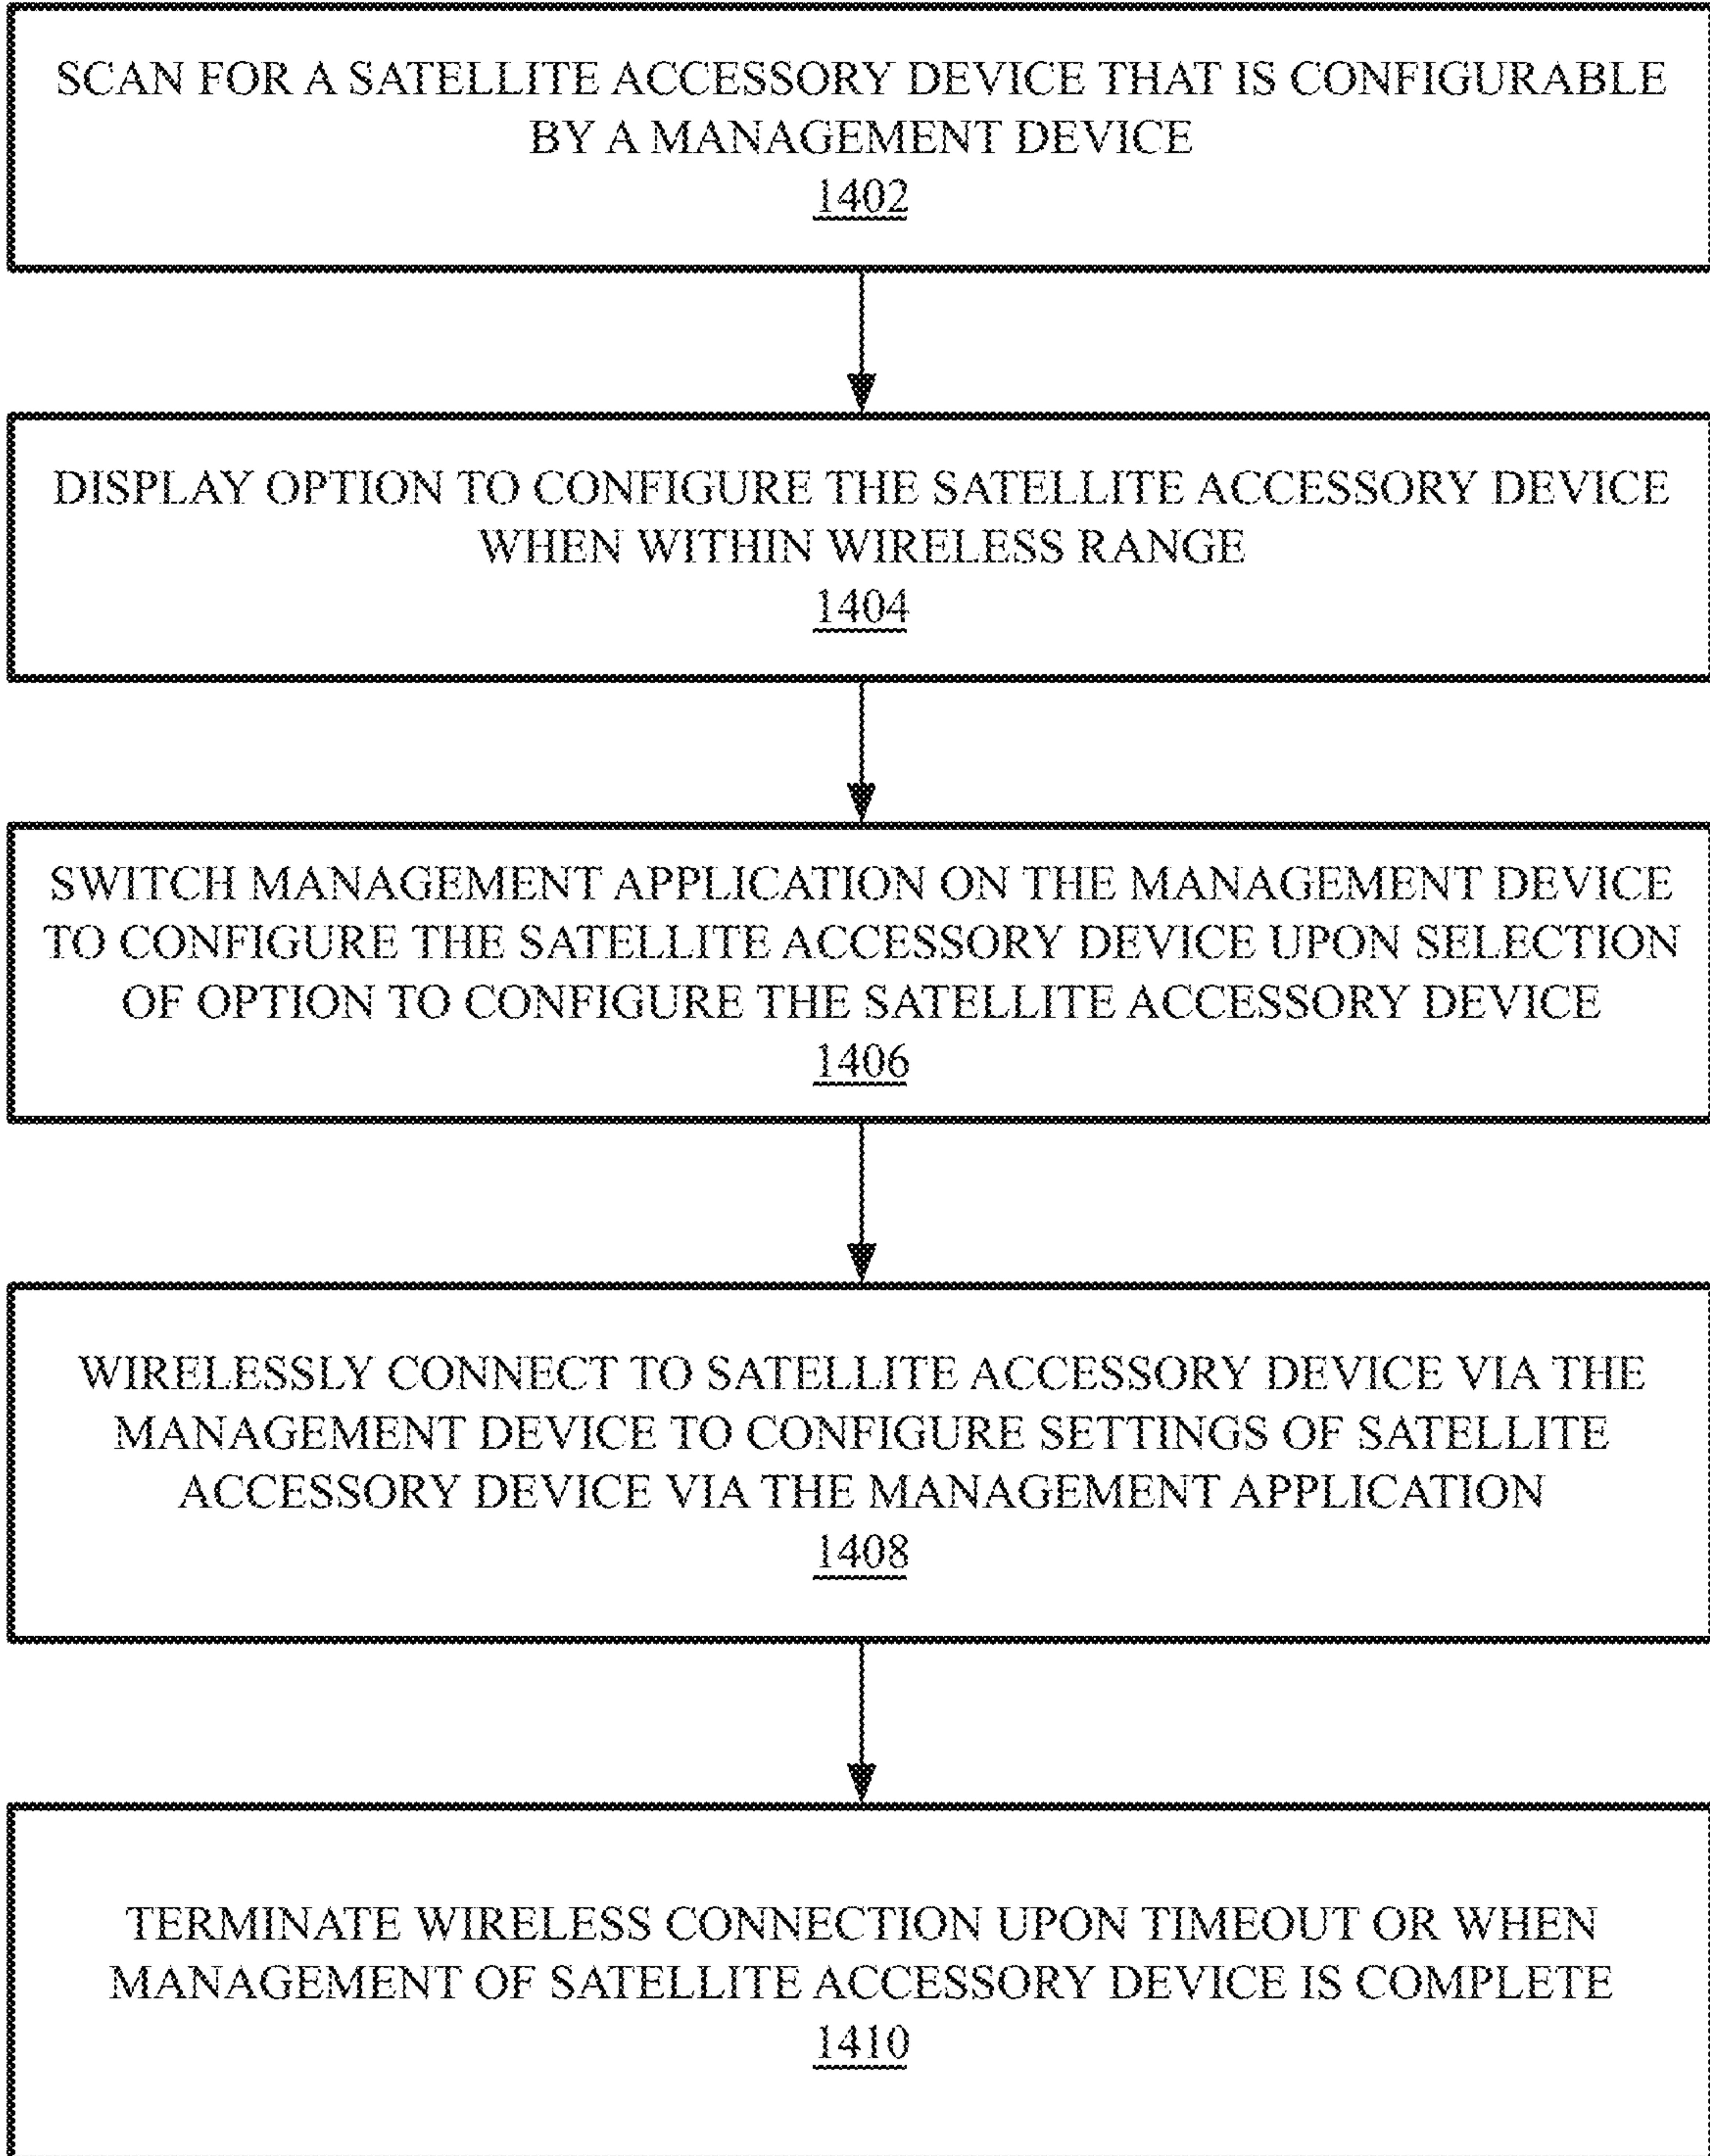 SCAN FOR A SATELLITE ACCESSORY DEVICE THAT IS CONFIGURABLE
BY A MANAGEMENT DEVICE
1402
DISPLAY OPTION TO CONFIGURE THE SATELLITE ACCESSORY DEVICE
WHEN WITHIN WIRELESS RANGE
1404
SWITCH MANAGEMENT APPLICATION ON THE MANAGEMENT DEVICE
TO CONFIGURE THE SATELLITE ACCESSORY DEVICE UPON SELECTION
OF OPTION TO CONFIGURE THE SATELLITE ACCESSORY DEVICE
1406
WIRELESSLY CONNECT TO SATELLITE ACCESSORY DEVICE VIA THE
MANAGEMENT DEVICE TO CONFIGURE SETTINGS OF SATELLITE
ACCESSORY DEVICE VIA THE MANAGEMENT APPLICATION
1408
TERMINATE WIRELESS CONNECTION UPON TIMEOUT OR WHEN
MANAGEMENT OF SATELLITE ACCESSORY DEVICE IS COMPLETE
1410